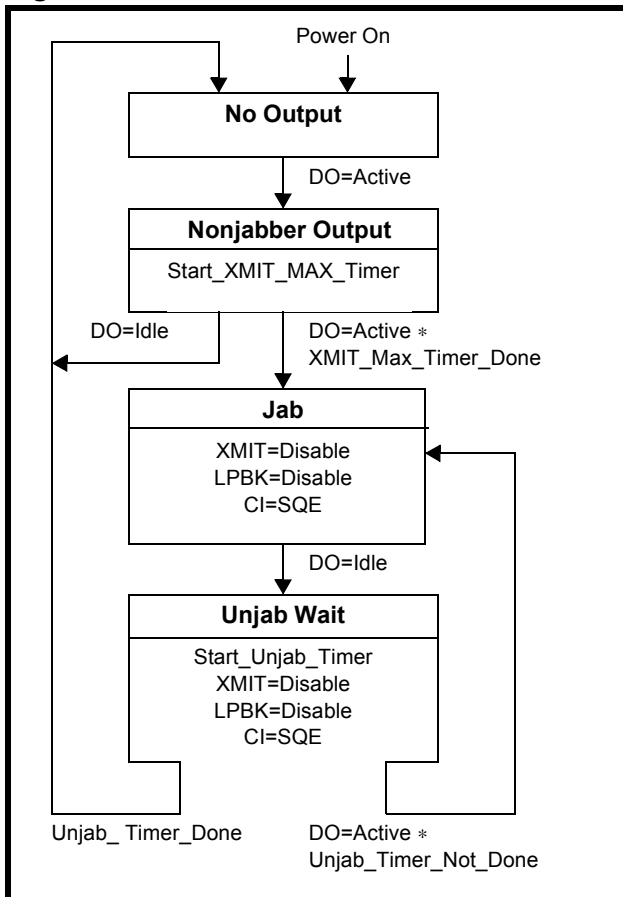 Power On
No Output
DO=Active
Nonjabber Output
Start_XMIT_MAX_Timer
DO=Idle
DO=Active *
XMIT_Max_Timer_Done
Jab
XMIT=Disable
LPBK=Disable
CI=SQE
DO=Idle
Unjab Wait
Start_Unjab_Timer
XMIT=Disable
LPBK=Disable
CI=SQE
Unjab_ Timer_Done
DO=Active *
Unjab_Timer_Not_Done